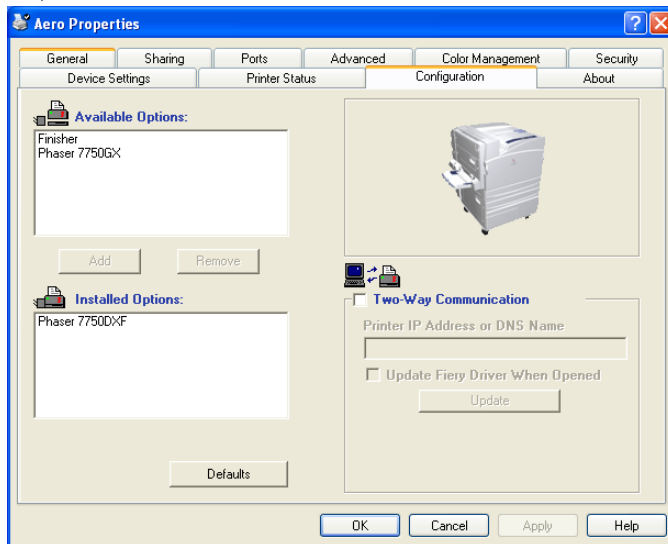 Aero Properties
General
Sharing
Ports
Advanced
Color Management
Security
Device Settings
Printer Status
Configuration
About
Available Options:
Finisher
Phaser 7750GX
Add
Remove
Installed Options:
Phaser 7750DXF
Defaults
Two-Way Communication
Printer IP Address or DNS Name
Update Fiery Driver When Opened
Update
OK
Cancel
Apply
Help